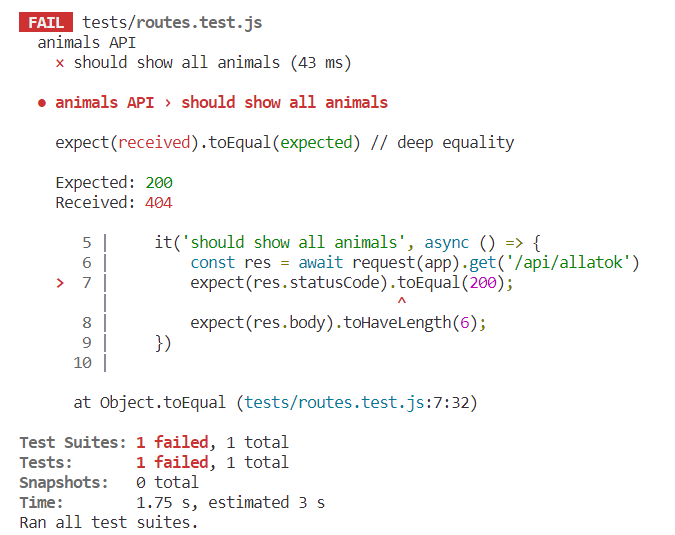 FAIL tests/routes.test.js
animals API
× should show all animals (43 ms)
● animals API › should show all animals
expect(received).toEqual(expected) // deep equality
Expected: 200
Received: 404
5 | it('should show all animals', async () => {
6 | const res = await request(app).get('/api/allatok')
> 7 | expect(res.statusCode).toEqual(200);
| ^
8 | expect(res.body).toHaveLength(6);
9 | })
10 |
at Object.toEqual (tests/routes.test.js:7:32)
Test Suites: 1 failed, 1 total
Tests: 1 failed, 1 total
Snapshots: 0 total
Time: 1.75 s, estimated 3 s
Ran all test suites.